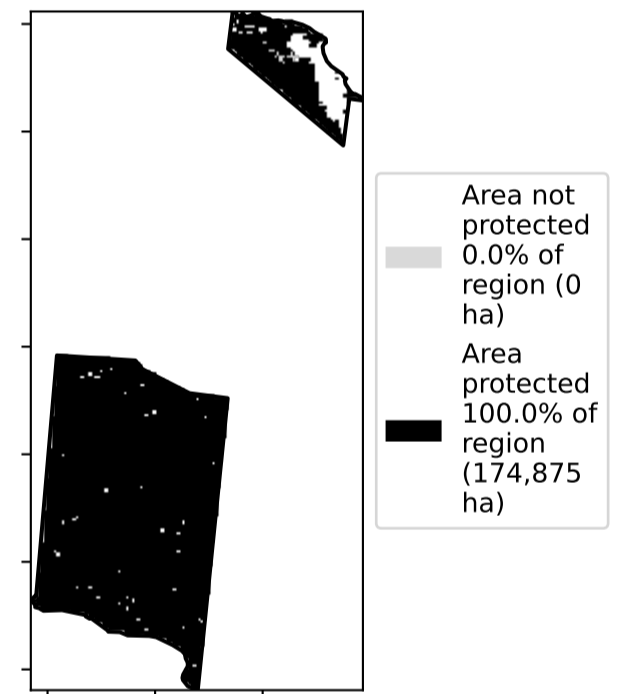 Area not
protected
0.0% of
region (0
ha)
Area
protected
100.0% of
region
(174,875
ha)